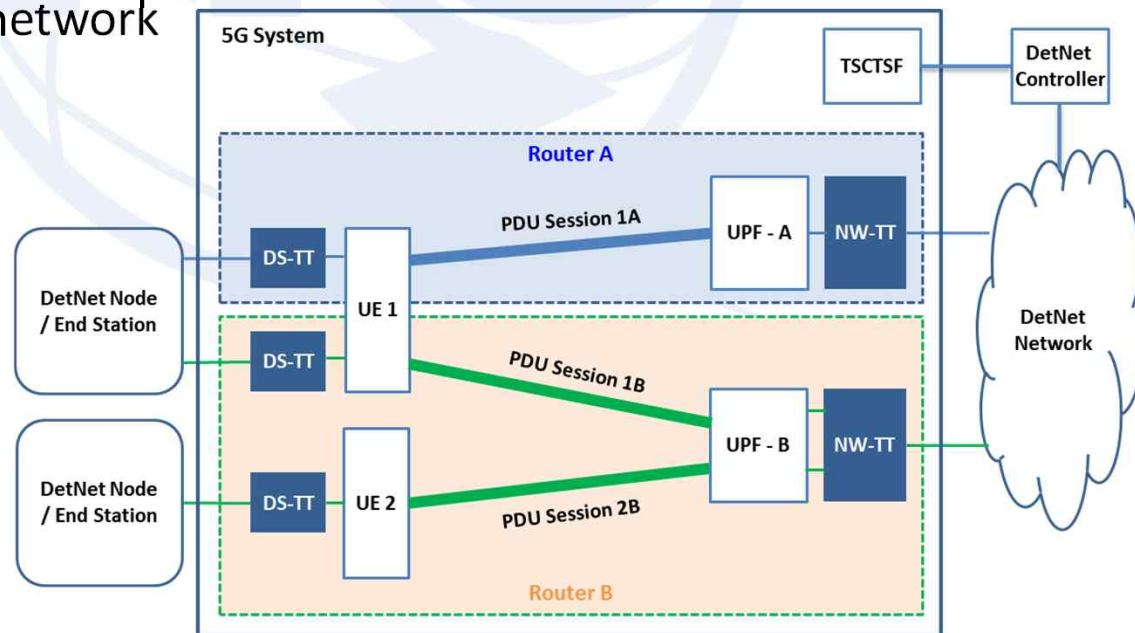 network
5G System
TSCTSF
DetNet
Controller
Router A
PDU Session 1A
UPF - A
NW-TT
DS-TT
UE 1
DetNet Node
/ End Station
DetNet
Network
DS-TT
PDU Session 1B
UPF - B
NW-TT
DetNet Node
/ End Station
DS-TT
UE 2
PDU Session 2B
Router B